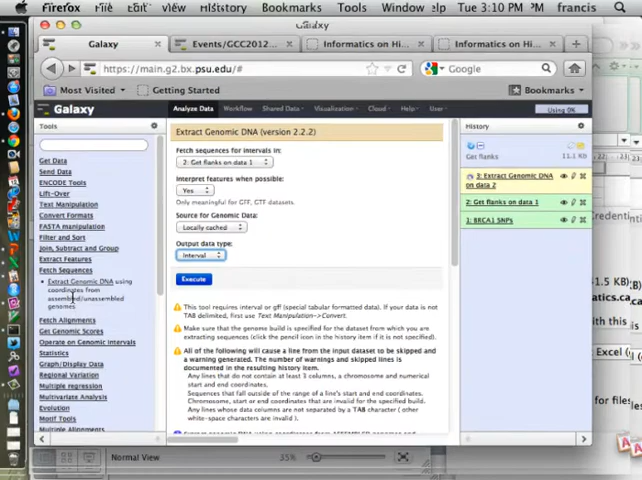 Firefox File Edit View History Bookmarks Tools Window Help Tue 3:10 PM francis
Galaxy
Galaxy
Events/GCC2012...
Informatics on Hi...
Informatics on Hi...
https://main.g2.bx.psu.edu/#
Google
Most Visited
Getting Started
Bookmarks
Galaxy
Analyze Data
Workflow
Shared Data
Visualization
Cloud
Help
User
Using 0%
Tools
Get Data
Send Data
ENCODE Tools
Lift-Over
Text Manipulation
Convert Formats
FASTA manipulation
Filter and Sort
Join, Subtract and Group
Extract Features
Fetch Sequences
Extract Genomic DNA using
coordinates from
assembled/unassembled
genomes
Fetch Alignments
Get Genomic Scores
Operate on Genomic Intervals
Statistics
Graph/Display Data
Regional Variation
Multiple regression
Multivariate Analysis
Evolution
Motif Tools
Multiple Alignments
Extract Genomic DNA (version 2.2.2)
Fetch sequences for intervals in:
2: Get flanks on data 1
Interpret features when possible:
Yes
Only meaningful for GFF, GTF datasets.
Source for Genomic Data:
Locally cached
Output data type:
Interval
Execute
This tool requires interval or gff (special tabular formatted data). If your data is not
TAB delimited, first use Text Manipulation->Convert.
Make sure that the genome build is specified for the dataset from which you are
extracting sequences (click the pencil icon in the history item if it is not specified).
All of the following will cause a line from the input dataset to be skipped and
a warning generated. The number of warnings and skipped lines is
documented in the resulting history item.
Any lines that do not contain at least 3 columns, a chromosome and numerical
start and end coordinates.
Sequences that fall outside of the range of a line's start and end coordinates.
Chromosome, start or end coordinates that are invalid for the specified build.
Any lines whose data columns are not separated by a TAB character ( other
white-space characters are invalid ).
History
Get flanks
11.1 KB
3: Extract Genomic DNA
on data 2
2: Get flanks on data 1
1: BRCA1 SNPs
Normal View
35%